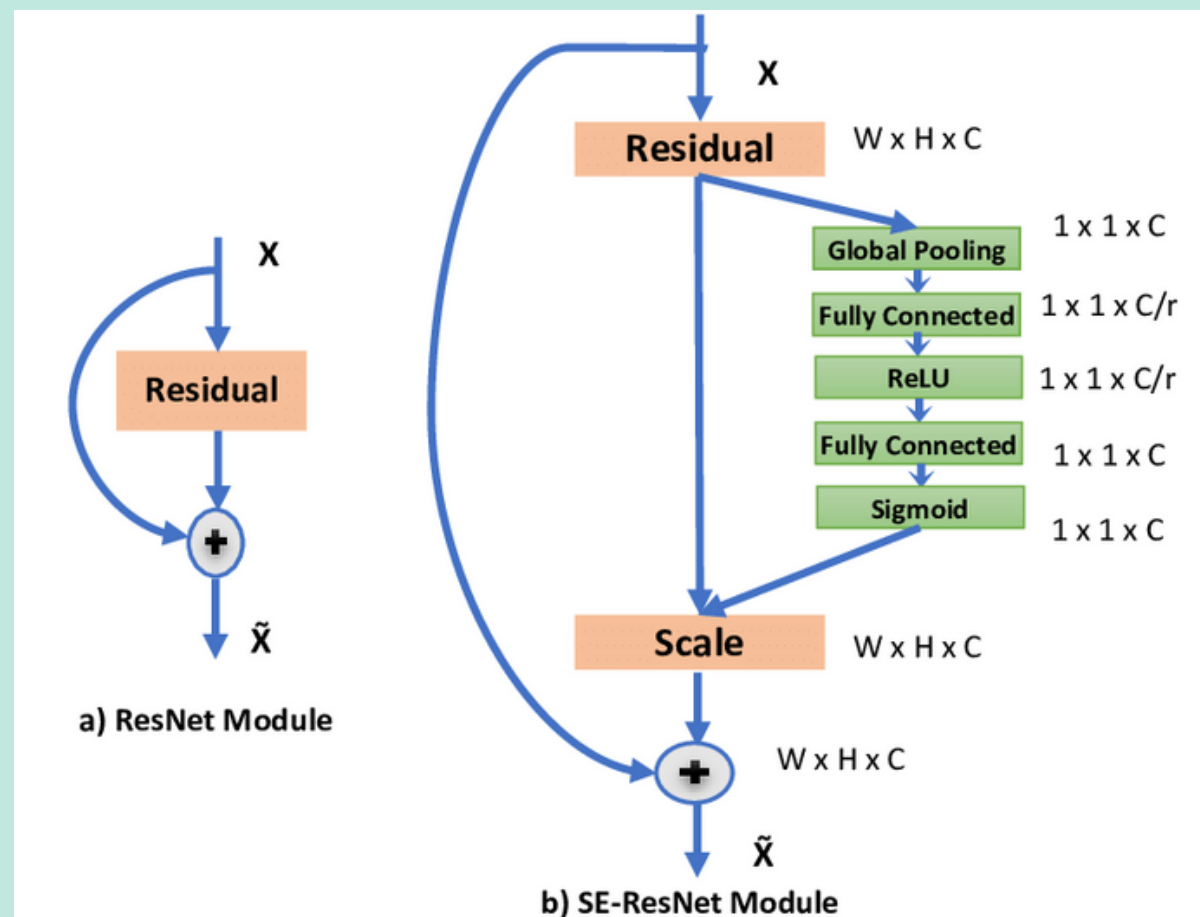 X
Residual
+
X̃
a) ResNet Module
X
Residual
W x H x C
Global Pooling
1 x 1 x C
Fully Connected
1 x 1 x C/r
ReLU
1 x 1 x C/r
Fully Connected
1 x 1 x C
Sigmoid
1 x 1 x C
Scale
W x H x C
+
W x H x C
X̃
b) SE-ResNet Module